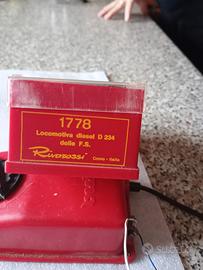 1778
Locomotiva diesel D 234
delle F.S.
Rivarossi
Como - Italia